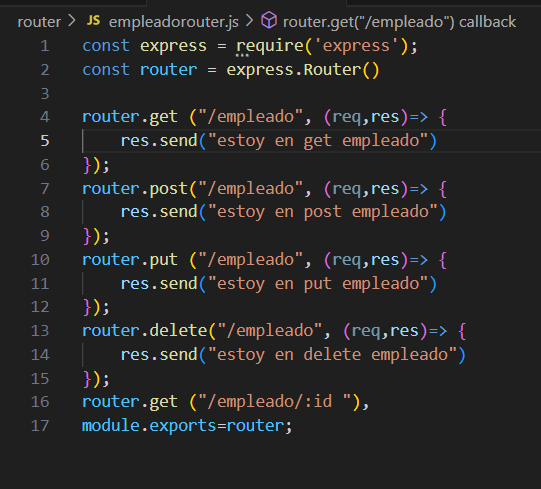 router > JS empleadorouter.js > router.get("/empleado") callback
1 const express = require('express');
2 const router = express.Router()
3
4 router.get ("/empleado", (req,res)=> {
5 res.send("estoy en get empleado")
6 });
7 router.post("/empleado", (req,res)=> {
8 res.send("estoy en post empleado")
9 });
10 router.put ("/empleado", (req,res)=> {
11 res.send("estoy en put empleado")
12 });
13 router.delete("/empleado", (req,res)=> {
14 res.send("estoy en delete empleado")
15 });
16 router.get ("/empleado/:id "),
17 module.exports=router;